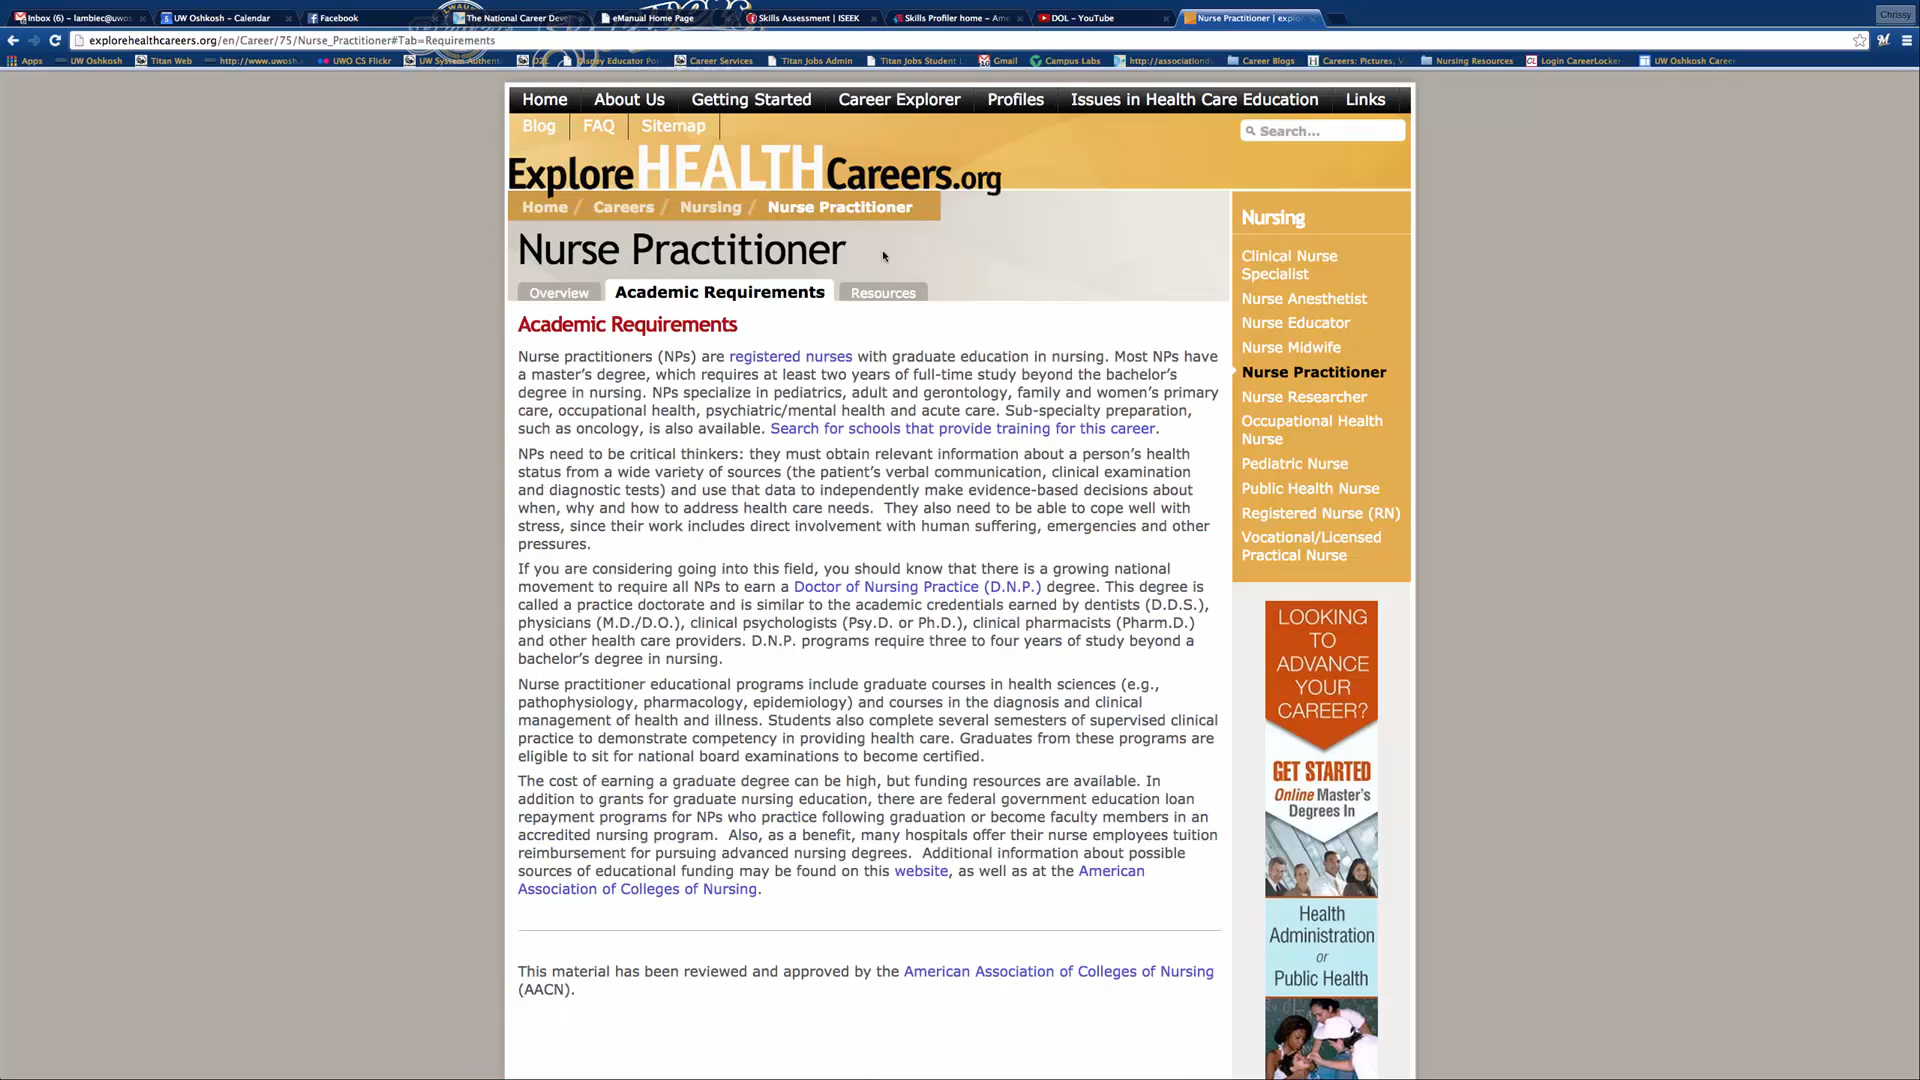 Inbox (6) – lambiec@uwos
UW Oshkosh – Calendar
Facebook
The National Career Deve
eManual Home Page
Skills Assessment | ISEEK
Skills Profiler home – Ame
DOL – YouTube
Nurse Practitioner | explo
Chrissy
explorehealthcareers.org/en/Career/75/Nurse_Practitioner#Tab=Requirements
Apps
UW Oshkosh
Titan Web
http://www.uwosh.
UWO CS Flickr
UW System Authenti
D2L
Disney Educator Po
Career Services
Titan Jobs Admin
Titan Jobs Student
Gmail
Campus Labs
http://associationd
Career Blogs
Careers: Pictures, V
Nursing Resources
Login CareerLocker
UW Oshkosh Career
Home About Us Getting Started Career Explorer Profiles Issues in Health Care Education Links
Blog FAQ Sitemap
Search...
ExploreHEALTHCareers.org
Home / Careers / Nursing / Nurse Practitioner
Nurse Practitioner
Overview Academic Requirements Resources
Academic Requirements
Nurse practitioners (NPs) are registered nurses with graduate education in nursing. Most NPs have
a master's degree, which requires at least two years of full-time study beyond the bachelor's
degree in nursing. NPs specialize in pediatrics, adult and gerontology, family and women's primary
care, occupational health, psychiatric/mental health and acute care. Sub-specialty preparation,
such as oncology, is also available. Search for schools that provide training for this career.
NPs need to be critical thinkers: they must obtain relevant information about a person's health
status from a wide variety of sources (the patient's verbal communication, clinical examination
and diagnostic tests) and use that data to independently make evidence-based decisions about
when, why and how to address health care needs. They also need to be able to cope well with
stress, since their work includes direct involvement with human suffering, emergencies and other
pressures.
If you are considering going into this field, you should know that there is a growing national
movement to require all NPs to earn a Doctor of Nursing Practice (D.N.P.) degree. This degree is
called a practice doctorate and is similar to the academic credentials earned by dentists (D.D.S.),
physicians (M.D./D.O.), clinical psychologists (Psy.D. or Ph.D.), clinical pharmacists (Pharm.D.)
and other health care providers. D.N.P. programs require three to four years of study beyond a
bachelor's degree in nursing.
Nurse practitioner educational programs include graduate courses in health sciences (e.g.,
pathophysiology, pharmacology, epidemiology) and courses in the diagnosis and clinical
management of health and illness. Students also complete several semesters of supervised clinical
practice to demonstrate competency in providing health care. Graduates from these programs are
eligible to sit for national board examinations to become certified.
The cost of earning a graduate degree can be high, but funding resources are available. In
addition to grants for graduate nursing education, there are federal government education loan
repayment programs for NPs who practice following graduation or become faculty members in an
accredited nursing program. Also, as a benefit, many hospitals offer their nurse employees tuition
reimbursement for pursuing advanced nursing degrees. Additional information about possible
sources of educational funding may be found on this website, as well as at the American
Association of Colleges of Nursing.
This material has been reviewed and approved by the American Association of Colleges of Nursing
(AACN).
Nursing
Clinical Nurse
Specialist
Nurse Anesthetist
Nurse Educator
Nurse Midwife
Nurse Practitioner
Nurse Researcher
Occupational Health
Nurse
Pediatric Nurse
Public Health Nurse
Registered Nurse (RN)
Vocational/Licensed
Practical Nurse
LOOKING
TO
ADVANCE
YOUR
CAREER?
GET STARTED
Online Master's
Degrees In
Health
Administration
or
Public Health